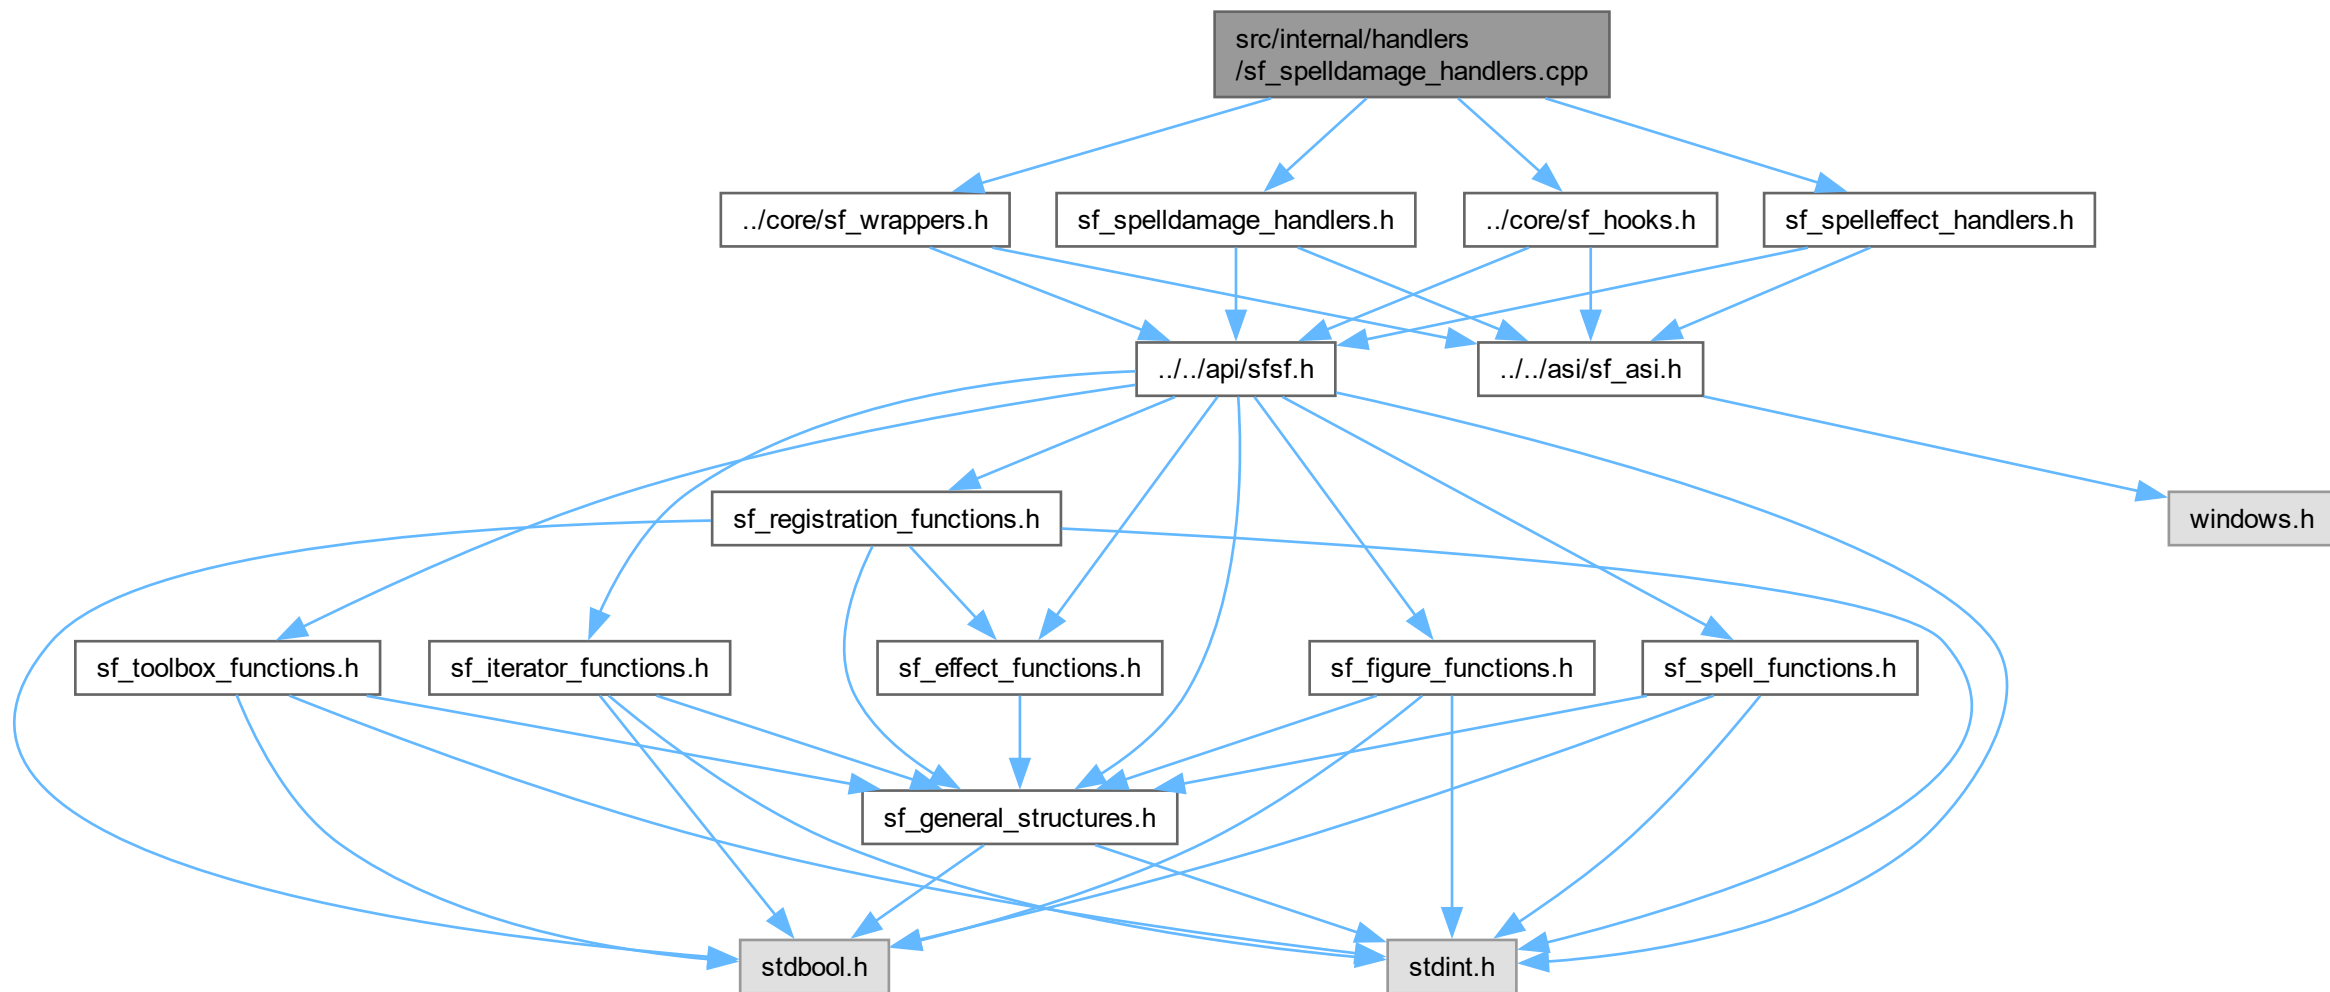 src/internal/handlers
/sf_spelldamage_handlers.cpp
../core/sf_wrappers.h
sf_spelldamage_handlers.h
../core/sf_hooks.h
sf_spelleffect_handlers.h
../../api/sfsf.h
../../asi/sf_asi.h
sf_registration_functions.h
windows.h
sf_toolbox_functions.h
sf_iterator_functions.h
sf_effect_functions.h
sf_figure_functions.h
sf_spell_functions.h
sf_general_structures.h
stdbool.h
stdint.h